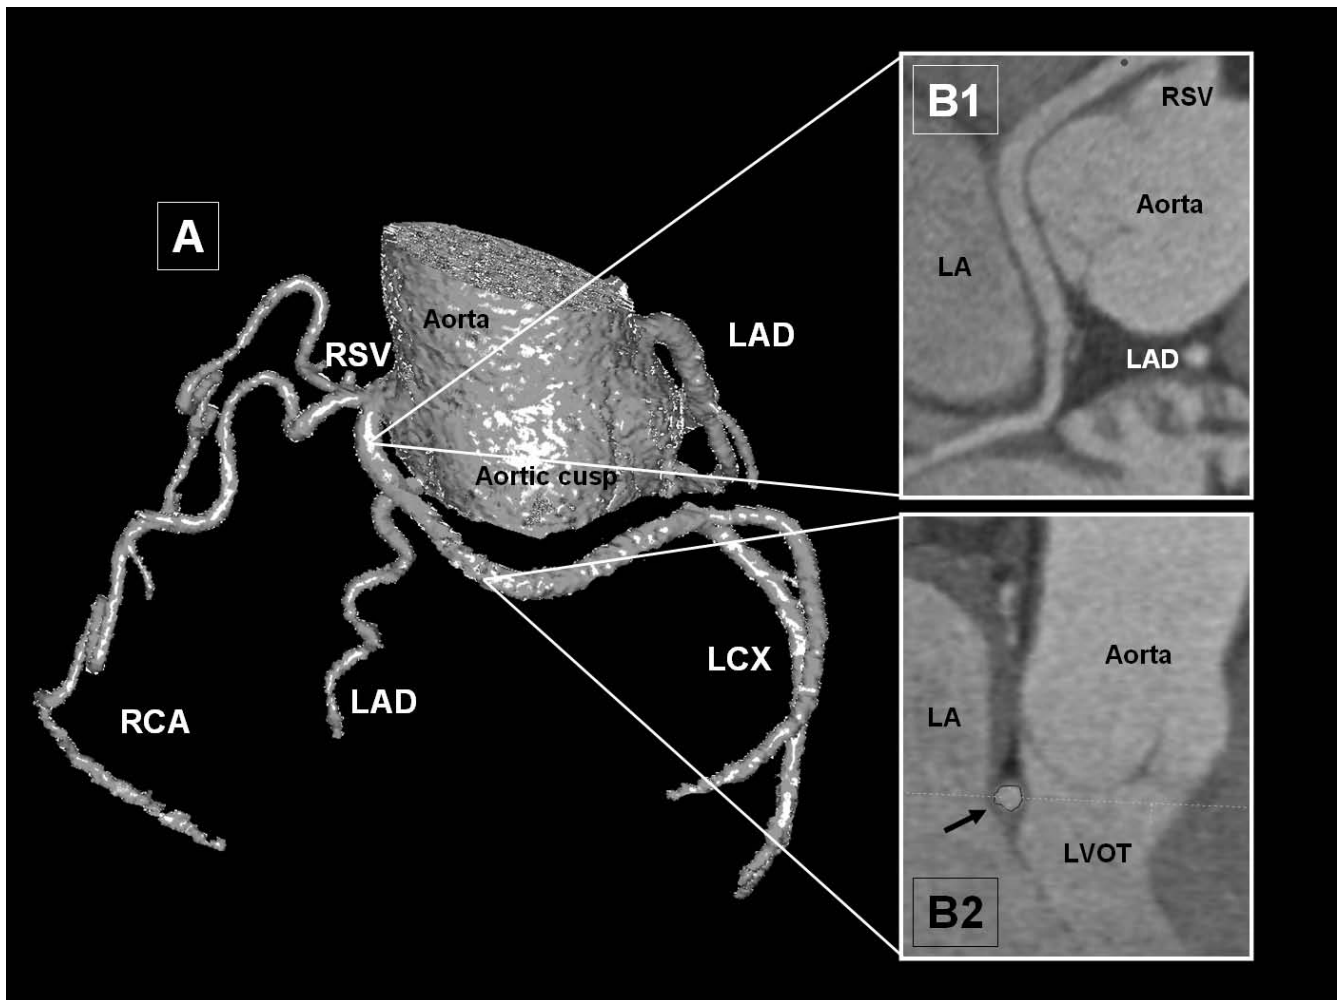 A
Aorta
RSV
LAD
Aortic cusp
LCX
LAD
RCA
B1
RSV
Aorta
LA
LAD
Aorta
LA
LVOT
B2